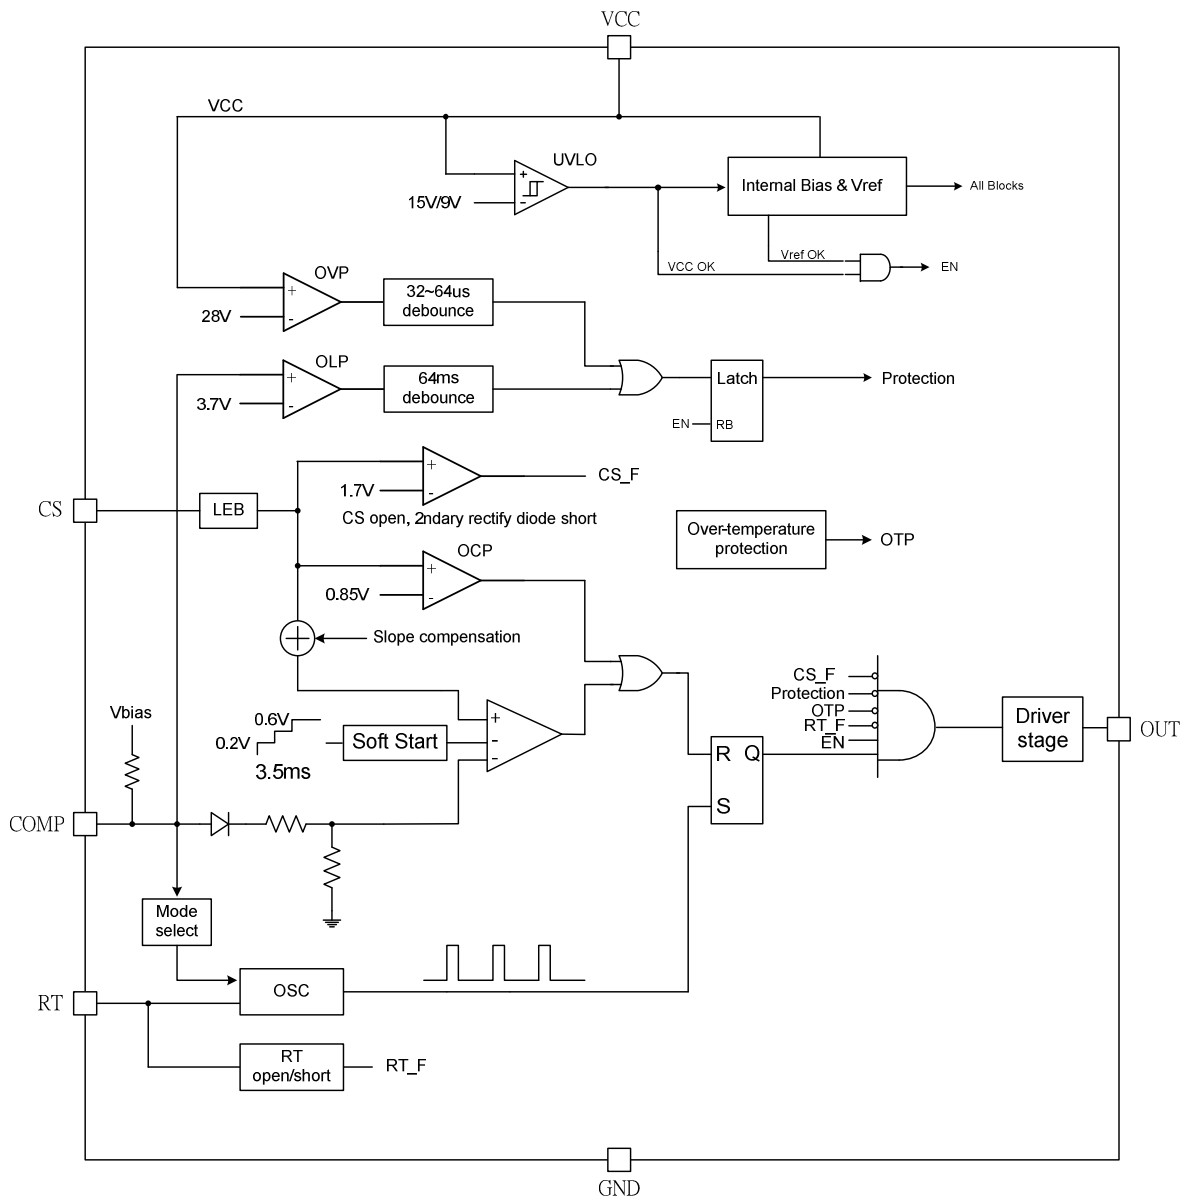 VCC
VCC
UVLO
+
-
15V/9V
Internal Bias & Vref
All Blocks
Vref OK
VCC OK
EN
OVP
+
28V
-
32~64us
debounce
OLP
+
3.7V
-
64ms
debounce
Latch
Protection
EN
RB
CS
LEB
+
1.7V
-
CS_F
CS open, 2ndary rectify diode short
Over-temperature
protection
OTP
OCP
+
0.85V
-
Slope compensation
CS_F
Protection
OTP
RT_F
EN
Vbias
0.6V
0.2V
3.5ms
Soft Start
+
-
-
R Q
S
Driver
stage
OUT
COMP
Mode
select
RT
OSC
RT
open/short
RT_F
GND